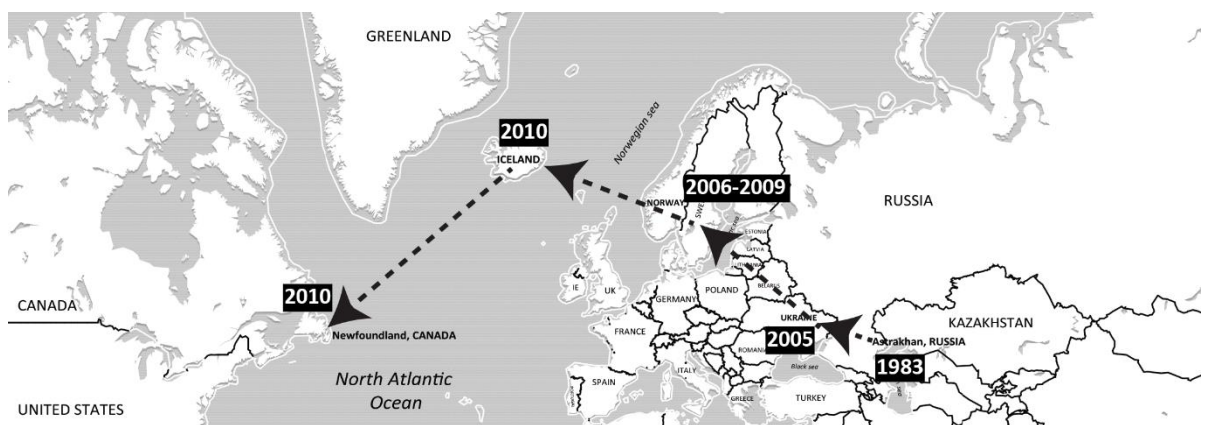 GREENLAND
2010
ICELAND
Norwegian sea
2006-2009
NORWAY
RUSSIA
ESTONIA
LATVIA
LITHUANIA
BELARUS
IE
UK
POLAND
GERMANY
2010
CANADA
Newfoundland, CANADA
UKRAINE
KAZAKHSTAN
FRANCE
2005
Astrakhan, RUSSIA
ROMANIA
1983
Black sea
ITALY
SPAIN
North Atlantic
Ocean
GREECE
TURKEY
UNITED STATES